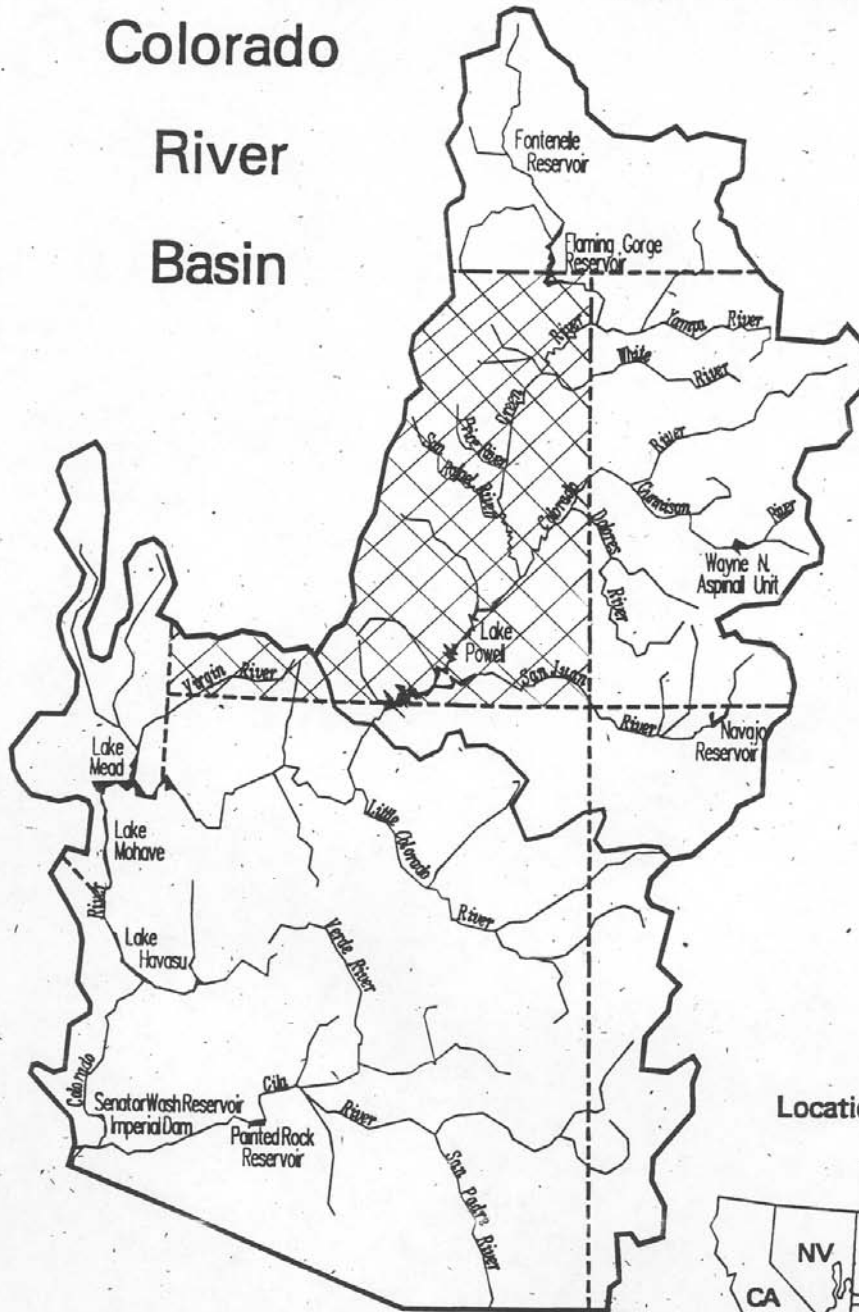 Colorado
River
Basin
Fontenelle
Reservoir
Flaming Gorge
Reservoir
River
Yampa River
White
River
Green
Price River
San Rafael River
River
Colorado
Gunnison
River
Dolores
River
Wayne N.
Aspinall Unit
Lake
Powell
Virgin River
San Juan
River
Navajo
Reservoir
Lake
Mead
Lake
Mohave
Little Colorado
River
River
Lake
Havasu
Verde River
Colorado
Senator Wash Reservoir
Imperial Dam
Gila
River
Painted Rock
Reservoir
San Padro River
Locatio
NV
CA